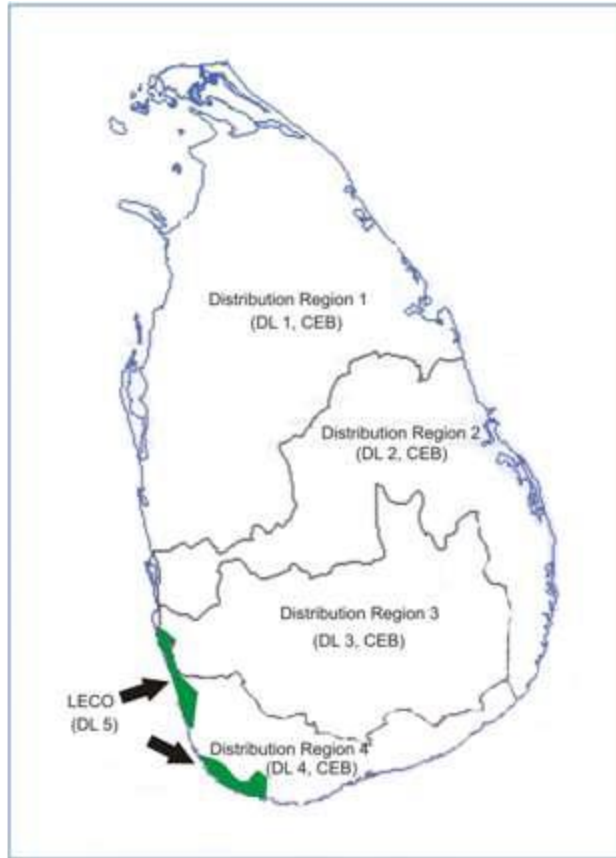 Distribution Region 1
(DL 1, CEB)
Distribution Region 2
(DL 2, CEB)
Distribution Region 3
(DL 3, CEB)
LECO
(DL 5)
Distribution Region 4
(DL 4, CEB)